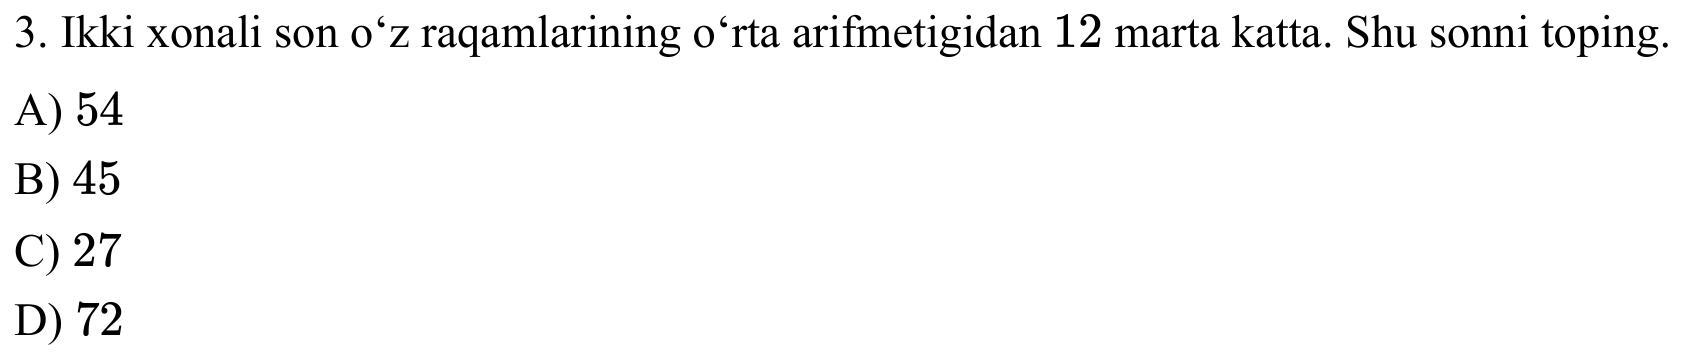 3. Ikki xonali son o‘z raqamlarining o‘rta arifmetigidan 12 marta katta. Shu sonni toping.
A) 54
B) 45
C) 27
D) 72